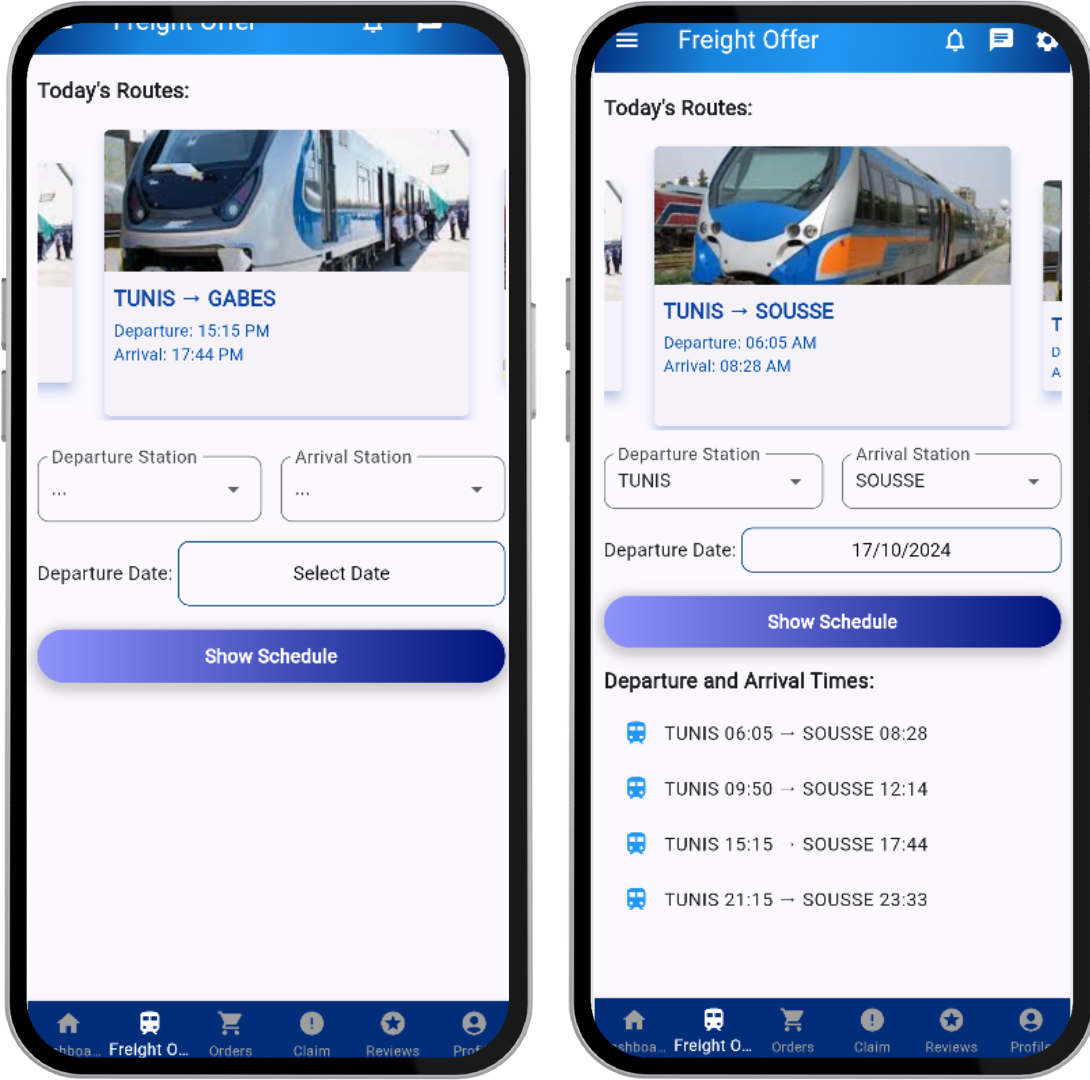 Freight Offer
Today's Routes:
TUNIS → GABES
Departure: 15:15 PM
Arrival: 17:44 PM
Departure Station
...
Arrival Station
...
Departure Date:
Select Date
Show Schedule
hboa...
Freight O...
Orders
Claim
Reviews
Prof
Freight Offer
Today's Routes:
TUNIS → SOUSSE
Departure: 06:05 AM
Arrival: 08:28 AM
T
D
A
Departure Station
TUNIS
Arrival Station
SOUSSE
Departure Date:
17/10/2024
Show Schedule
Departure and Arrival Times:
TUNIS 06:05 → SOUSSE 08:28
TUNIS 09:50 → SOUSSE 12:14
TUNIS 15:15 → SOUSSE 17:44
TUNIS 21:15 → SOUSSE 23:33
shboa...
Freight O...
Orders
Claim
Reviews
Profile